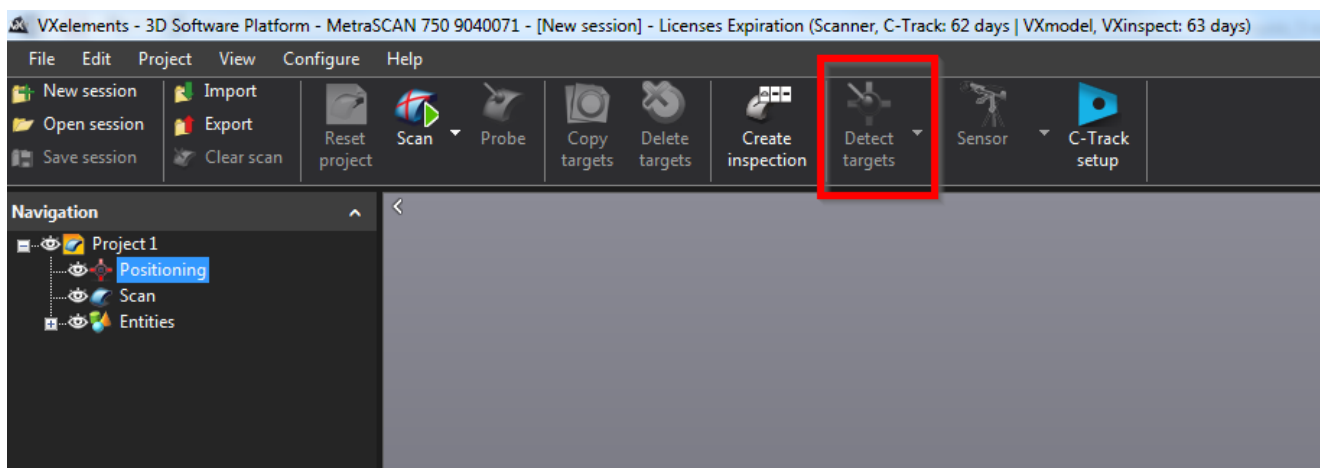 VXelements - 3D Software Platform - MetraSCAN 750 9040071 - [New session] - Licenses Expiration (Scanner, C-Track: 62 days | VXmodel, VXinspect: 63 days)
File Edit Project View Configure Help
New session Import
Open session Export
Save session Clear scan
Reset
project
Scan
Probe
Copy
targets
Delete
targets
Create
inspection
Detect
targets
Sensor
C-Track
setup
Navigation
Project 1
Positioning
Scan
Entities